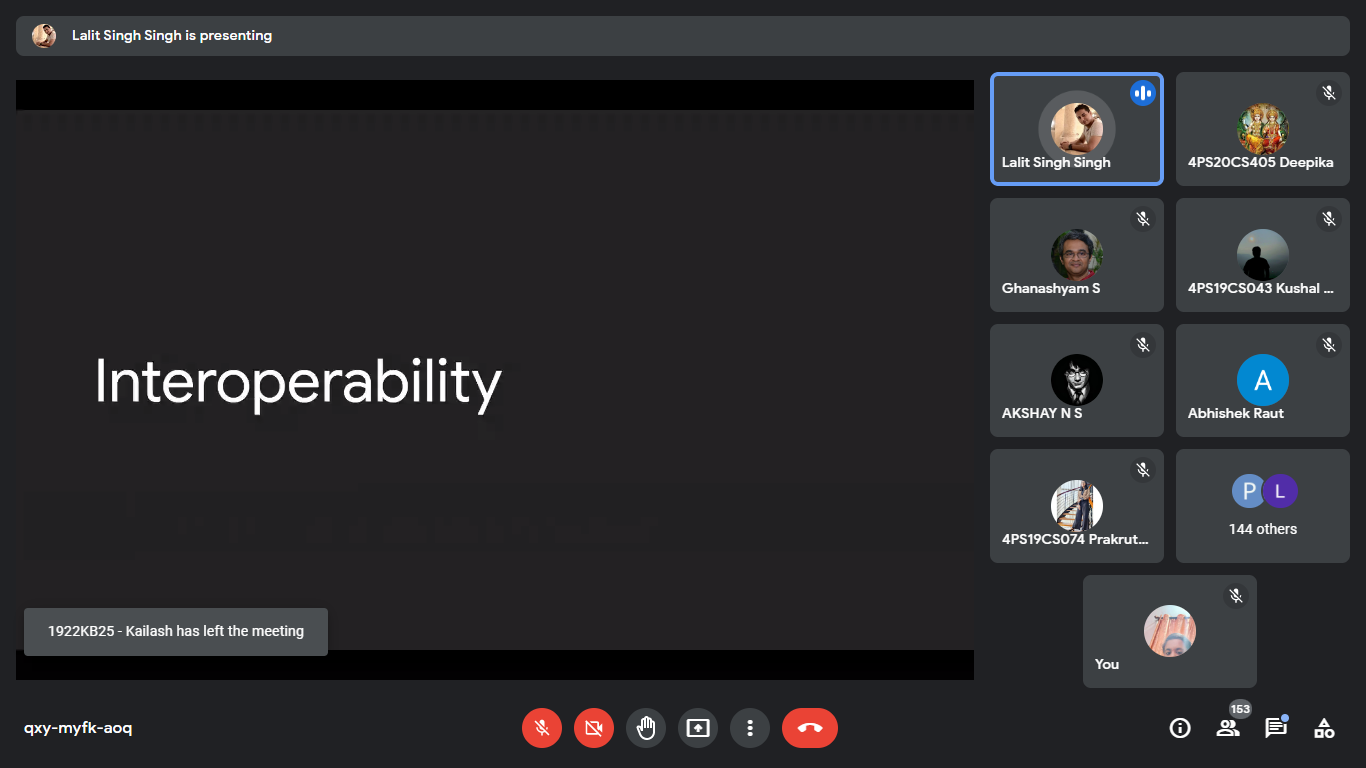 Lalit Singh Singh is presenting
Interoperability
1922KB25 - Kailash has left the meeting
Lalit Singh Singh
4PS20CS405 Deepika
Ghanashyam S
4PS19CS043 Kushal ...
AKSHAY N S
A
Abhishek Raut
4PS19CS074 Prakrut...
P L
144 others
You
qxy-myfk-aoq
153